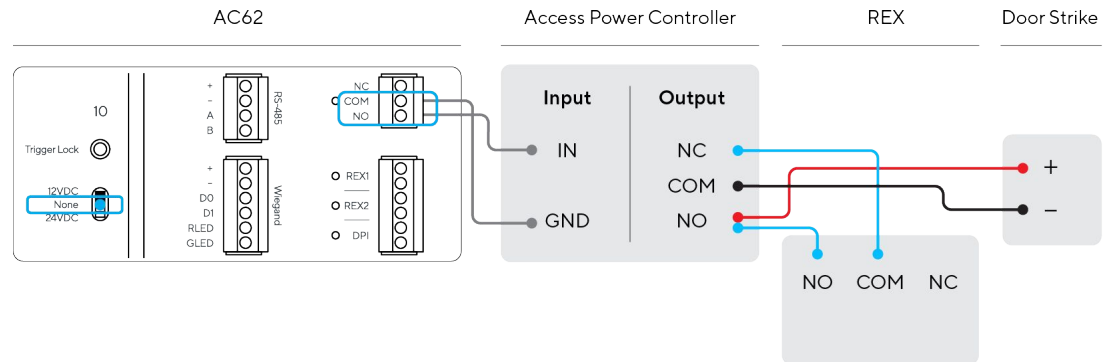 AC62
Access Power Controller
REX
Door Strike
10
Trigger Lock
12VDC
None
24VDC
+
−
A
B
RS-485
+
−
D0
D1
RLED
GLED
Wiegand
NC
COM
NO
REX1
REX2
DPI
Input
Output
IN
GND
NC
COM
NO
+
−
NO COM NC